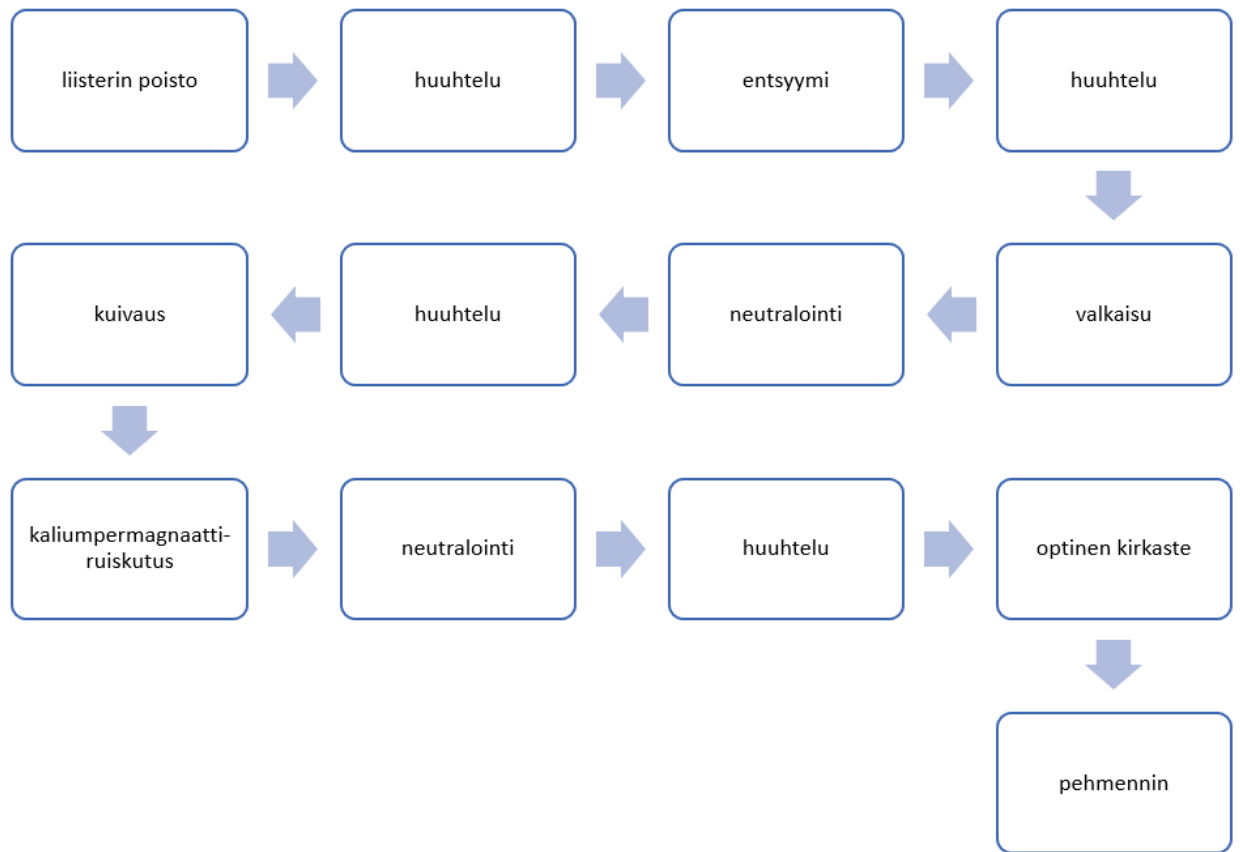 liisterin poisto
huuhtelu
entsyymi
huuhtelu
valkaisu
neutralointi
huuhtelu
kuivaus
kaliumpermagnaatti-
ruiskutus
neutralointi
huuhtelu
optinen kirkaste
pehmennin